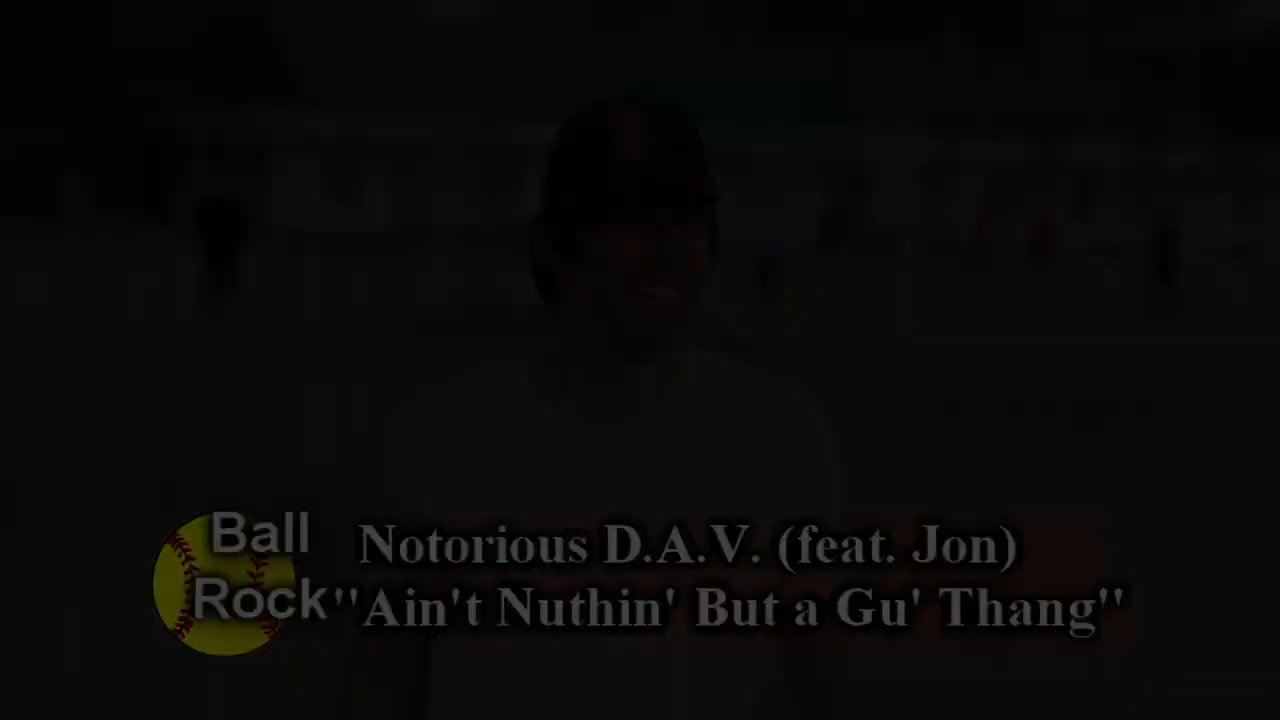 Ball
Rock
Notorious D.A.V. (feat. Jon)
"Ain't Nuthin' But a Gu' Thang"